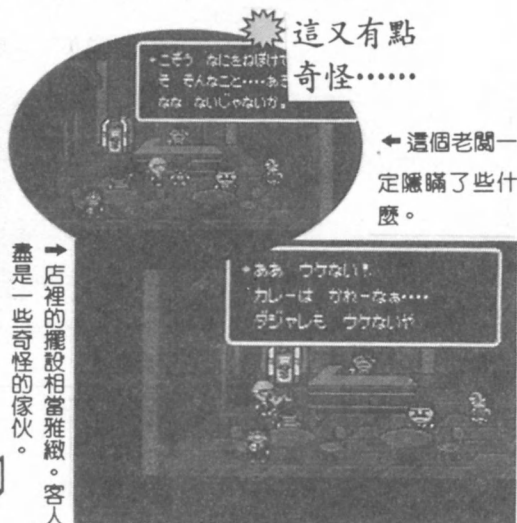 這又有點
奇怪……
*こぞう なにをねぼけて
そ そんなこと‥‥ある
なな ないじゃないか。
←這個老闆一
定隱瞞了些什
麼。
*ああ ウケない!
カレーは かれーなぁ‥‥
ダジャレも ウケないや
→店裡的擺設相當雅緻。客人
盡是一些奇怪的傢伙。